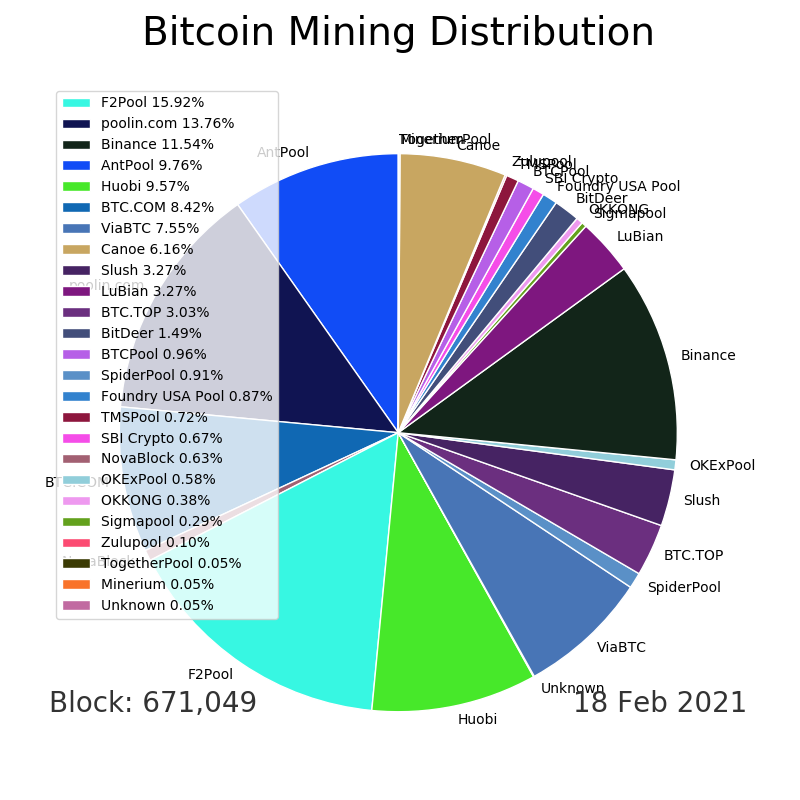 Bitcoin Mining Distribution
F2Pool 15.92%
poolin.com 13.76%
Binance 11.54%
AntPool 9.76%
Huobi 9.57%
BTC.COM 8.42%
ViaBTC 7.55%
Canoe 6.16%
Slush 3.27%
LuBian 3.27%
BTC.TOP 3.03%
BitDeer 1.49%
BTCPool 0.96%
SpiderPool 0.91%
Foundry USA Pool 0.87%
TMSPool 0.72%
SBI Crypto 0.67%
NovaBlock 0.63%
OKExPool 0.58%
OKKONG 0.38%
Sigmapool 0.29%
Zulupool 0.10%
TogetherPool 0.05%
Minerium 0.05%
Unknown 0.05%
AntPool
poolin.com
BTC.COM
NovaBlock
F2Pool
Huobi
Unknown
ViaBTC
SpiderPool
BTC.TOP
Slush
OKExPool
Binance
LuBian
Sigmapool
OKKONG
BitDeer
Foundry USA Pool
SBI Crypto
BTCPool
TMSPool
Zulupool
Canoe
TogetherPool
Minerium
Block: 671,049
18 Feb 2021